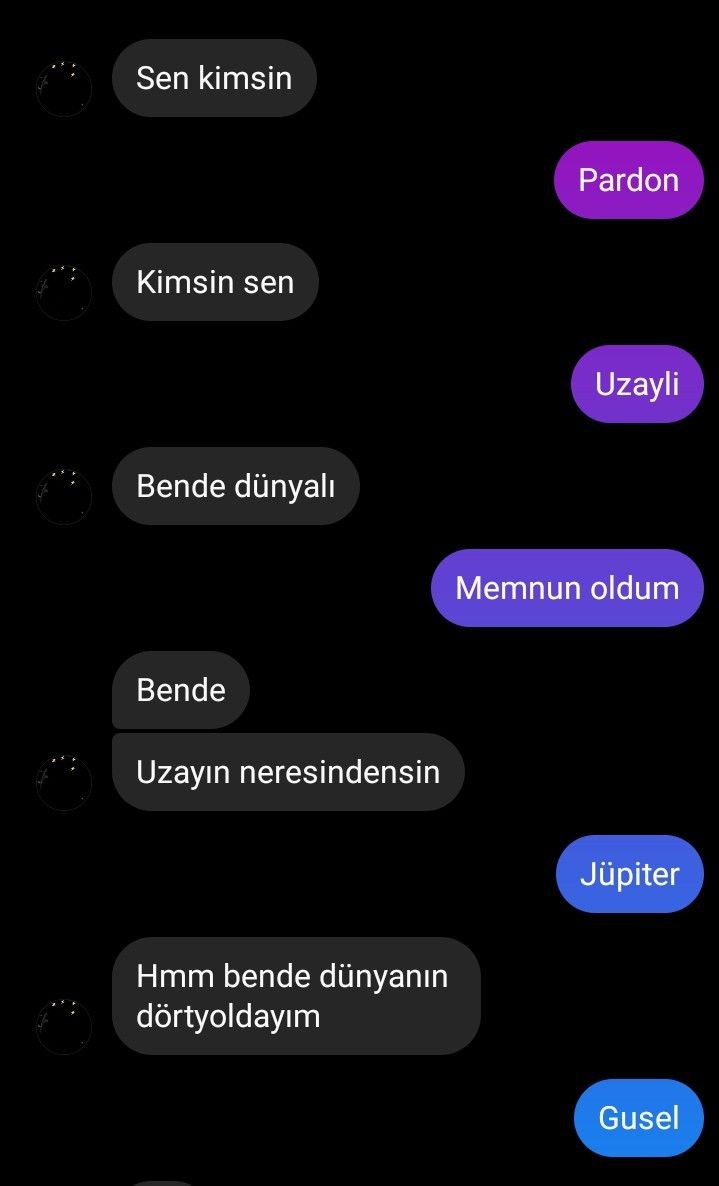 Sen kimsin
Pardon
Kimsin sen
Uzayli
Bende dünyalı
Memnun oldum
Bende
Uzayın neresindensin
Jüpiter
Hmm bende dünyanın
dörtyoldayım
Gusel